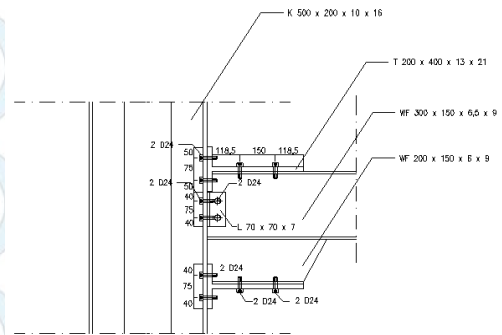 K 500 x 200 x 10 x 16
T 200 x 400 x 13 x 21
WF 300 x 150 x 6,5 x 9
WF 200 x 150 x 6 x 9
2 D24
118,5 150 118,5
50
75
50
2 D24
2 D24
40
75
40
L 70 x 70 x 7
40
2 D24
75
40
2 D24
2 D24